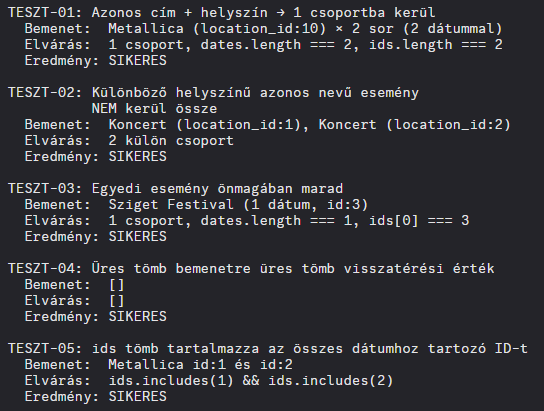 TESZT-01: Azonos cím + helyszín → 1 csoportba kerül
Bemenet: Metallica (location_id:10) × 2 sor (2 dátummal)
Elvárás: 1 csoport, dates.length === 2, ids.length === 2
Eredmény: SIKERES
TESZT-02: Különböző helyszínű azonos nevű esemény
NEM kerül össze
Bemenet: Koncert (location_id:1), Koncert (location_id:2)
Elvárás: 2 külön csoport
Eredmény: SIKERES
TESZT-03: Egyedi esemény önmagában marad
Bemenet: Sziget Festival (1 dátum, id:3)
Elvárás: 1 csoport, dates.length === 1, ids[0] === 3
Eredmény: SIKERES
TESZT-04: Üres tömb bemenetre üres tömb visszatérési érték
Bemenet: []
Elvárás: []
Eredmény: SIKERES
TESZT-05: ids tömb tartalmazza az összes dátumhoz tartozó ID-t
Bemenet: Metallica id:1 és id:2
Elvárás: ids.includes(1) && ids.includes(2)
Eredmény: SIKERES